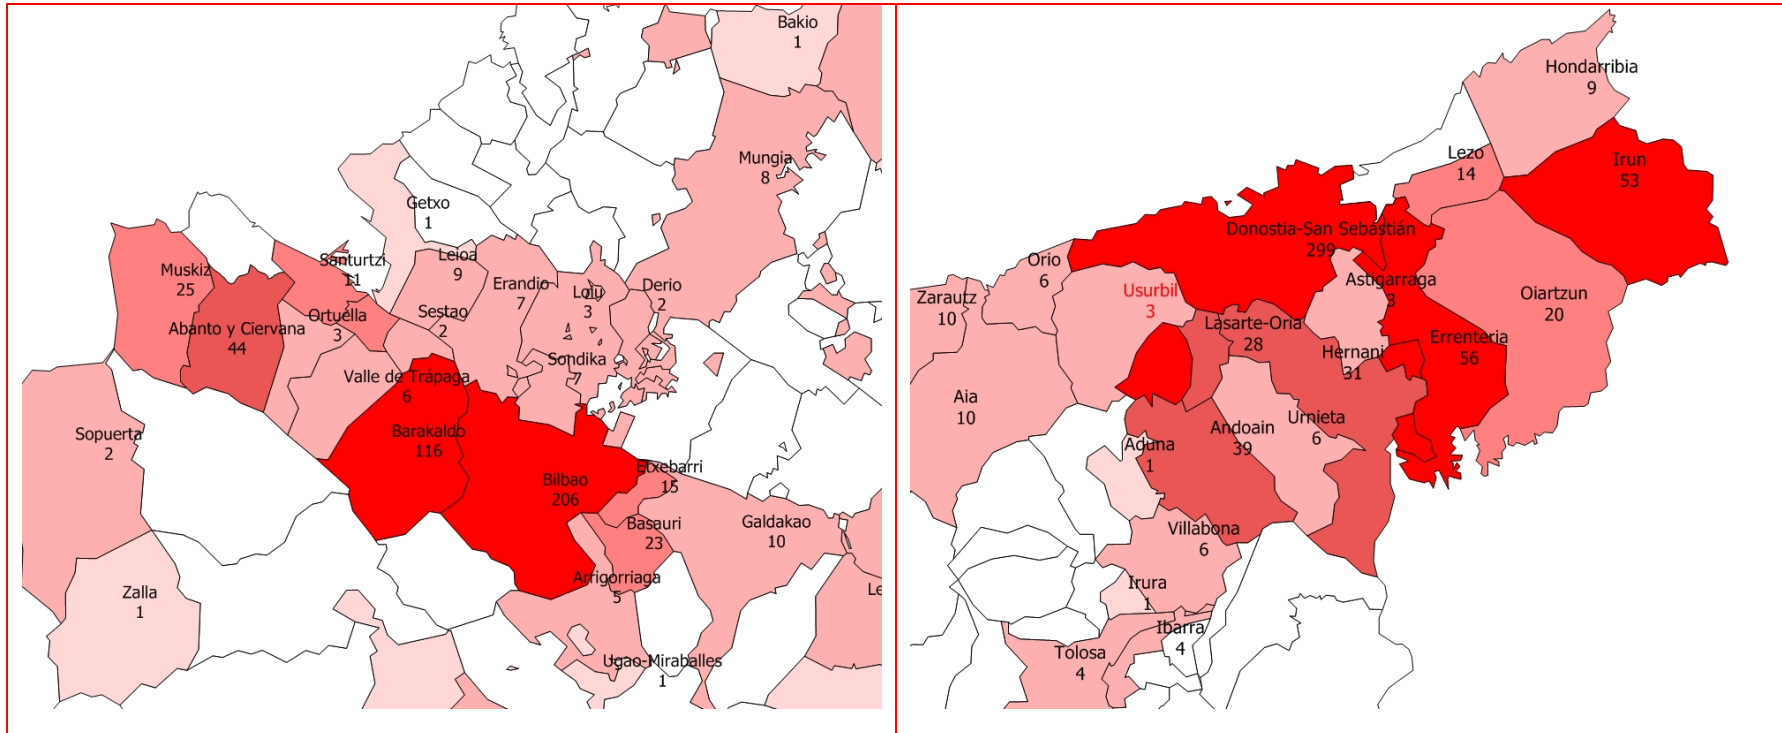 Bakio
1
Mungia
8
Getxo
1
Santurtzi
11
Leioa
9
Muskiz
25
Erandio
7
Loiu
3
Derio
2
Ortuella
3
Sestao
2
Abanto y Ciervana
44
Sondika
7
Valle de Trápaga
6
Sopuerta
2
Barakaldo
116
Bilbao
206
Etxebarri
15
Basauri
23
Galdakao
10
Arrigorriaga
5
Zalla
1
Le
Ugao-Miraballes
1
Hondarribia
9
Lezo
14
Irun
53
Donostia-San Sebastián
299
Orio
6
Astigarraga
3
Usurbil
3
Zarautz
10
Oiartzun
20
Lasarte-Oria
28
Errenteria
56
Hernani
31
Aia
10
Urnieta
6
Andoain
39
Aduna
1
Villabona
6
Irura
1
Ibarra
4
Tolosa
4